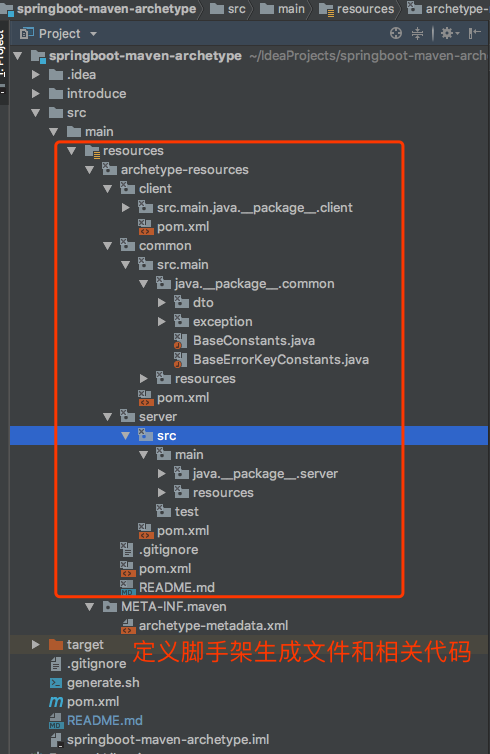 springboot-maven-archetype src main resources archetype-
Project
springboot-maven-archetype ~/IdeaProjects/springboot-maven-arch
.idea
introduce
src
main
resources
archetype-resources
client
src.main.java.__package__.client
pom.xml
common
src.main
java.__package__.common
dto
exception
BaseConstants.java
BaseErrorKeyConstants.java
resources
pom.xml
server
src
main
java.__package__.server
resources
test
pom.xml
.gitignore
pom.xml
README.md
META-INF.maven
archetype-metadata.xml
target
定义脚手架生成文件和相关代码
.gitignore
generate.sh
pom.xml
README.md
springboot-maven-archetype.iml